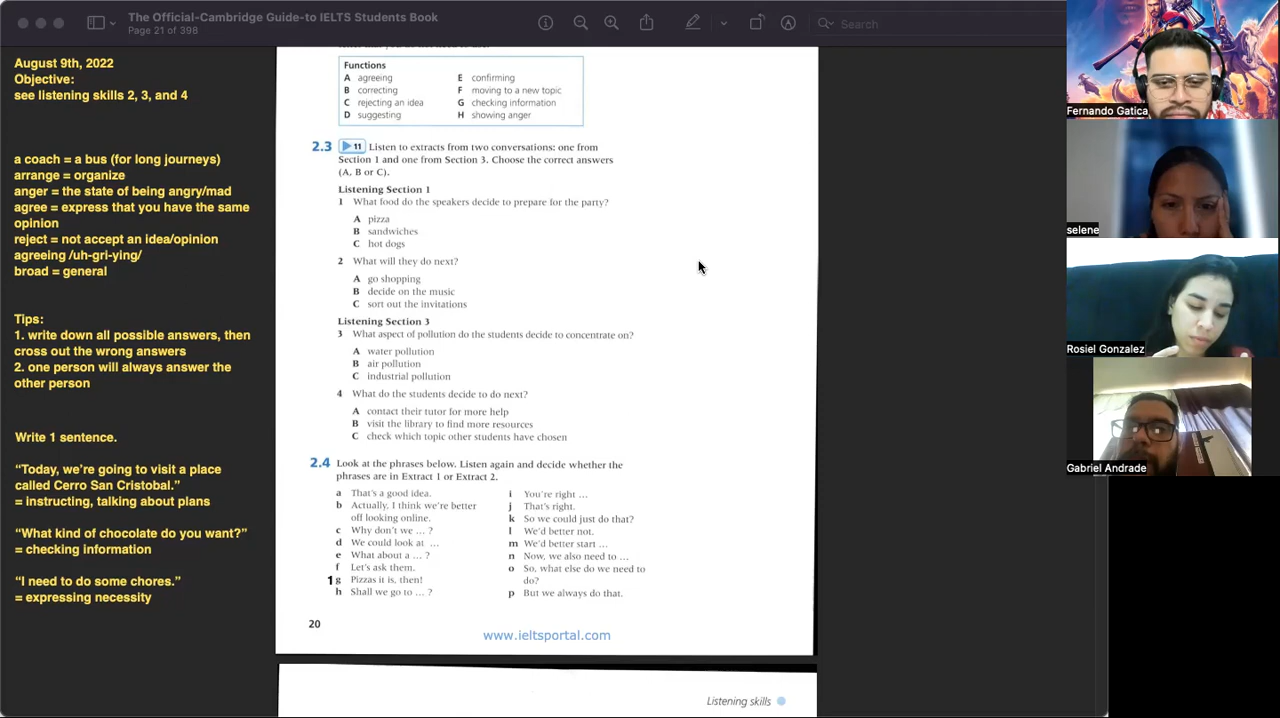 The Official-Cambridge Guide-to IELTS Students Book
Page 21 of 398
Search
August 9th, 2022
Objective:
see listening skills 2, 3, and 4
a coach = a bus (for long journeys)
arrange = organize
anger = the state of being angry/mad
agree = express that you have the same
opinion
reject = not accept an idea/opinion
agreeing /uh-gri-ying/
broad = general
Tips:
1. write down all possible answers, then
cross out the wrong answers
2. one person will always answer the
other person
Write 1 sentence.
“Today, we’re going to visit a place
called Cerro San Cristobal.”
= instructing, talking about plans
“What kind of chocolate do you want?”
= checking information
“I need to do some chores.”
= expressing necessity
Functions
A agreeing
B correcting
C rejecting an idea
D suggesting
E confirming
F moving to a new topic
G checking information
H showing anger
2.3 11 Listen to extracts from two conversations: one from
Section 1 and one from Section 3. Choose the correct answers
(A, B or C).
Listening Section 1
1 What food do the speakers decide to prepare for the party?
A pizza
B sandwiches
C hot dogs
2 What will they do next?
A go shopping
B decide on the music
C sort out the invitations
Listening Section 3
3 What aspect of pollution do the students decide to concentrate on?
A water pollution
B air pollution
C industrial pollution
4 What do the students decide to do next?
A contact their tutor for more help
B visit the library to find more resources
C check which topic other students have chosen
2.4 Look at the phrases below. Listen again and decide whether the
phrases are in Extract 1 or Extract 2.
a That's a good idea.
b Actually, I think we're better
off looking online.
c Why don't we ... ?
d We could look at ...
e What about a ... ?
f Let's ask them.
1 g Pizzas it is, then!
h Shall we go to ... ?
i You're right ...
j That's right.
k So we could just do that?
l We'd better not.
m We'd better start ...
n Now, we also need to ...
o So, what else do we need to
do?
p But we always do that.
20
www.ieltsportal.com
Listening skills
Fernando Gatica
selene
Rosiel Gonzalez
Gabriel Andrade